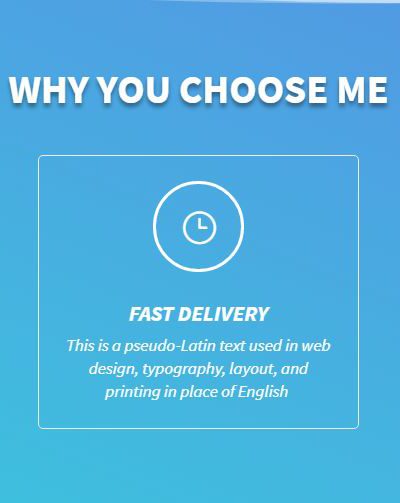 WHY YOU CHOOSE ME
FAST DELIVERY
This is a pseudo-Latin text used in web
design, typography, layout, and
printing in place of English